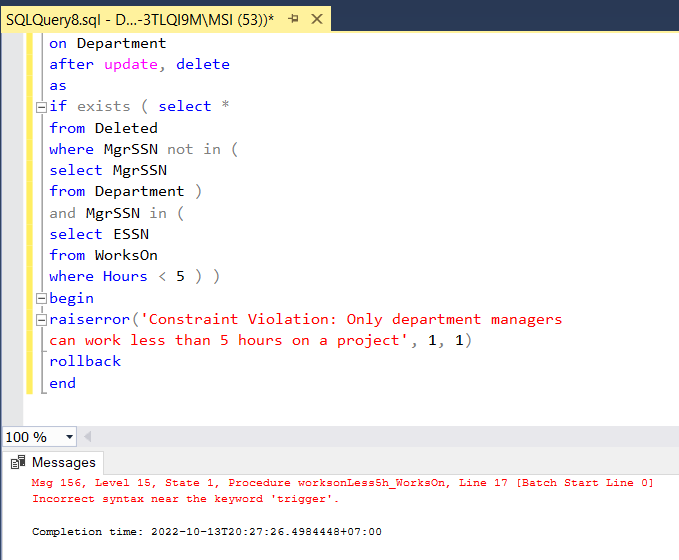 SQLQuery8.sql - D...-3TLQI9M\MSI (53))*
on Department
after update, delete
as
if exists ( select *
from Deleted
where MgrSSN not in (
select MgrSSN
from Department )
and MgrSSN in (
select ESSN
from WorksOn
where Hours < 5 ) )
begin
raiserror('Constraint Violation: Only department managers
can work less than 5 hours on a project', 1, 1)
rollback
end
100 %
Messages
Msg 156, Level 15, State 1, Procedure worksonLess5h_WorksOn, Line 17 [Batch Start Line 0]
Incorrect syntax near the keyword 'trigger'.
Completion time: 2022-10-13T20:27:26.4984448+07:00